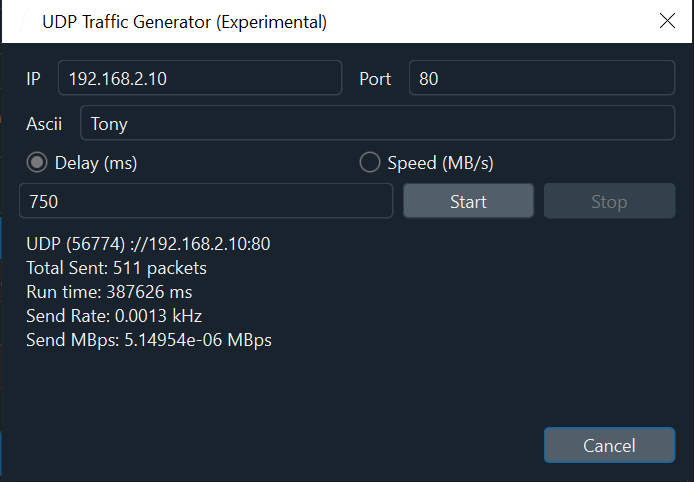 UDP Traffic Generator (Experimental)
IP 192.168.2.10 Port 80
Ascii Tony
Delay (ms) Speed (MB/s)
750 Start Stop
UDP (56774) ://192.168.2.10:80
Total Sent: 511 packets
Run time: 387626 ms
Send Rate: 0.0013 kHz
Send MBps: 5.14954e-06 MBps
Cancel